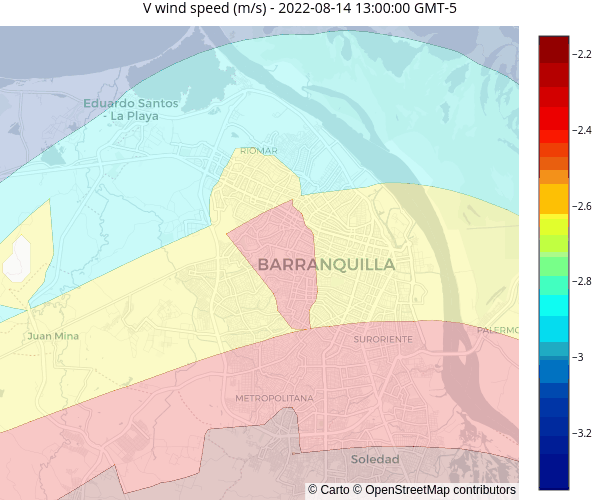 V wind speed (m/s) - 2022-08-14 13:00:00 GMT-5
−2.2
Eduardo Santos
- La Playa
−2.4
RIOMAR
−2.6
BARRANQUILLA
−2.8
Juan Mina
SURORIENTE
PALERMO
−3
METROPOLITANA
−3.2
Soledad
© Carto © OpenStreetMap contributors